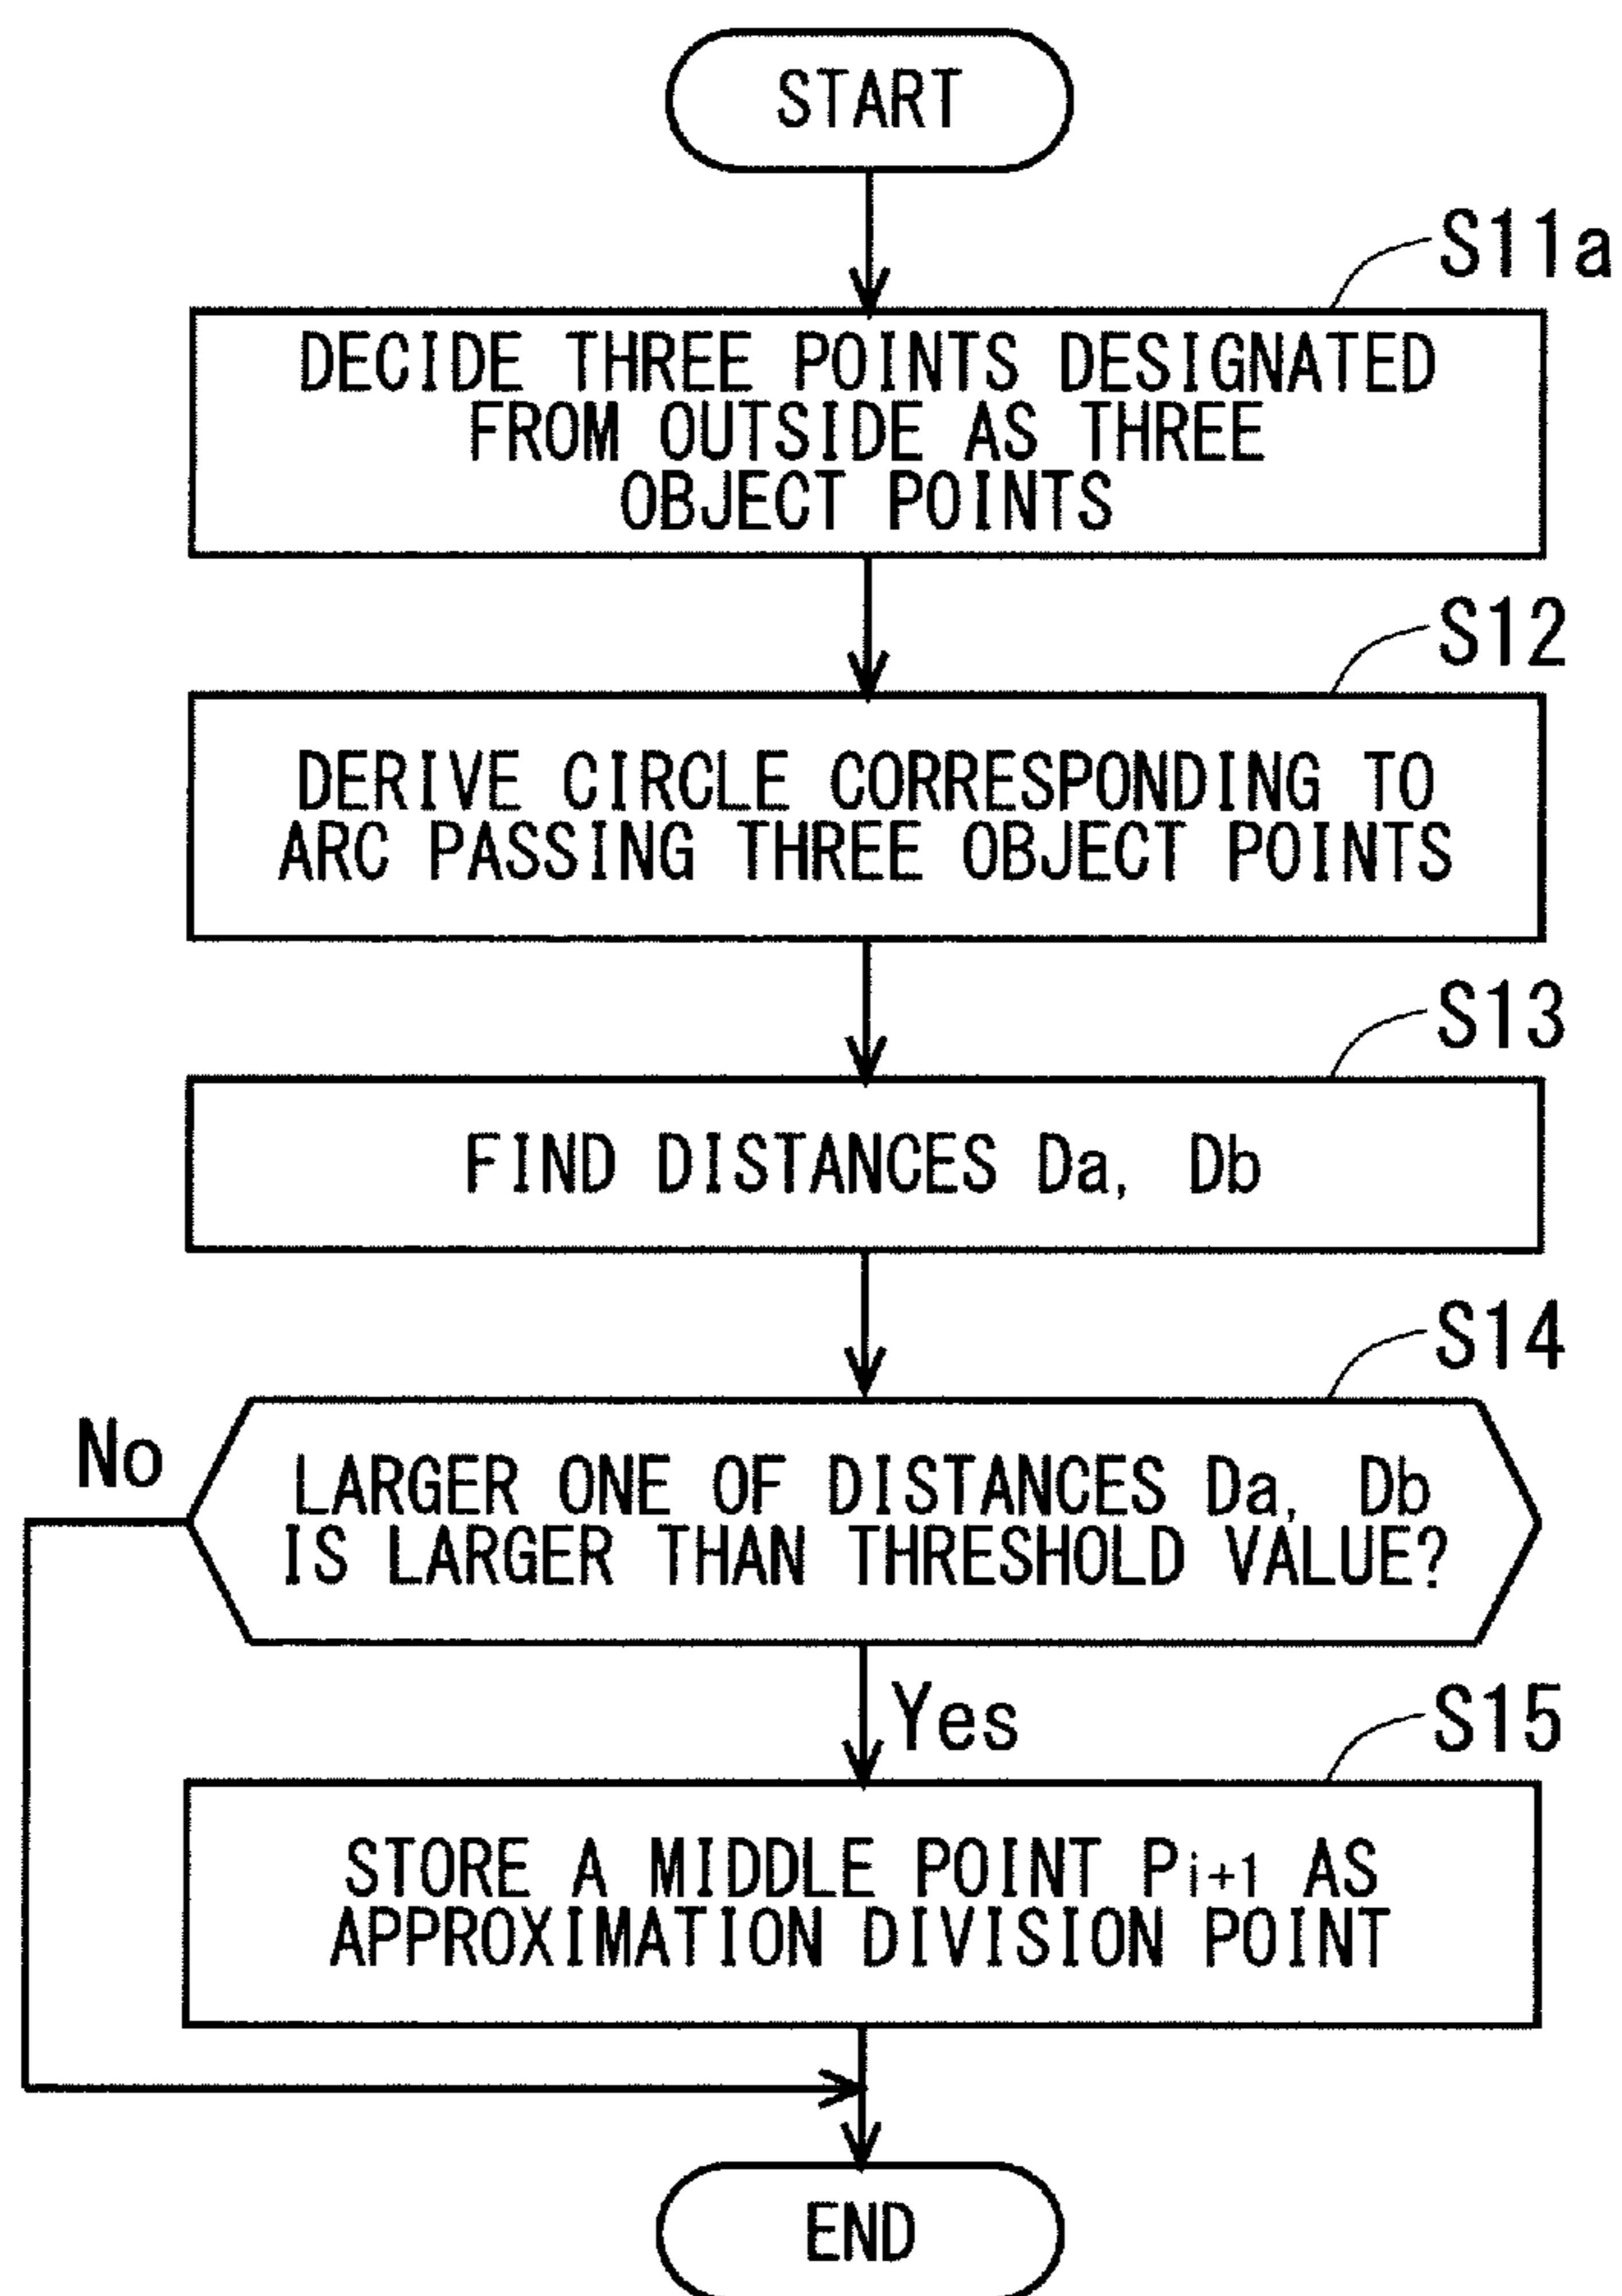 START
S11a
DECIDE THREE POINTS DESIGNATED
FROM OUTSIDE AS THREE
OBJECT POINTS
S12
DERIVE CIRCLE CORRESPONDING TO
ARC PASSING THREE OBJECT POINTS
S13
FIND DISTANCES Da, Db
S14
No
LARGER ONE OF DISTANCES Da, Db
IS LARGER THAN THRESHOLD VALUE?
Yes
S15
STORE A MIDDLE POINT Pi+1 AS
APPROXIMATION DIVISION POINT
END